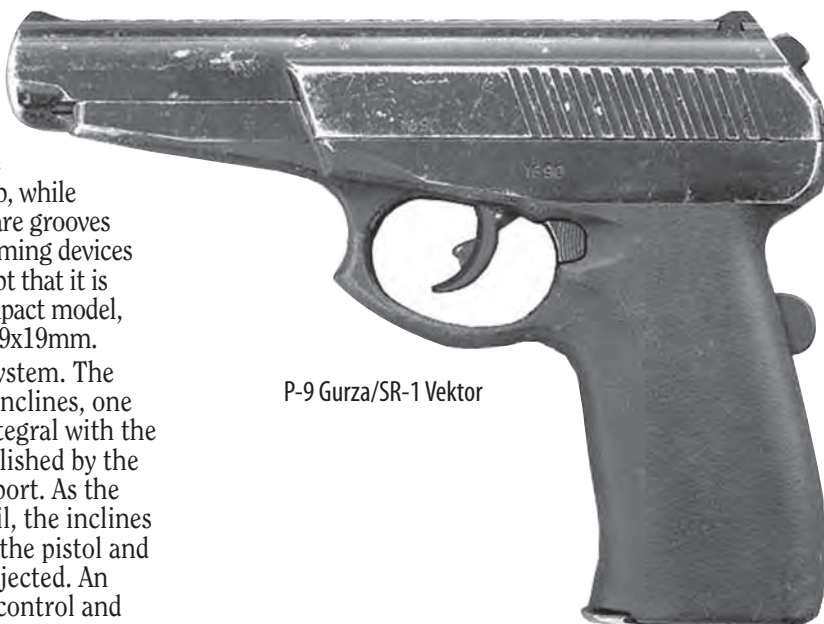 while
are grooves
ming devices
pt that it is
pact model,
9x19mm.
ystem. The
nclines, one
tegral with the
lished by the
port. As the
il, the inclines
the pistol and
jected. An
control and
P-9 Gurza/SR-1 Vektor